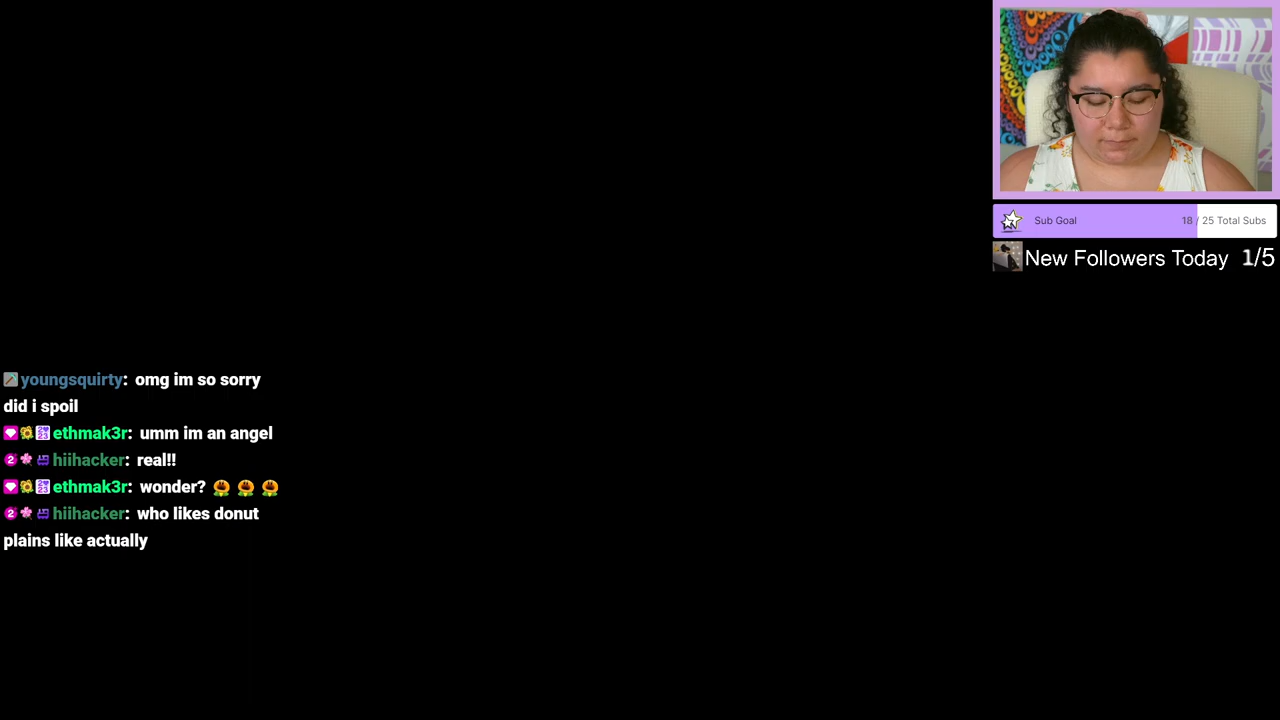 Sub Goal 18 / 25 Total Subs
New Followers Today 1/5
youngsquirty: omg im so sorry
did i spoil
ethmak3r: umm im an angel
hiihacker: real!!
ethmak3r: wonder?
hiihacker: who likes donut
plains like actually